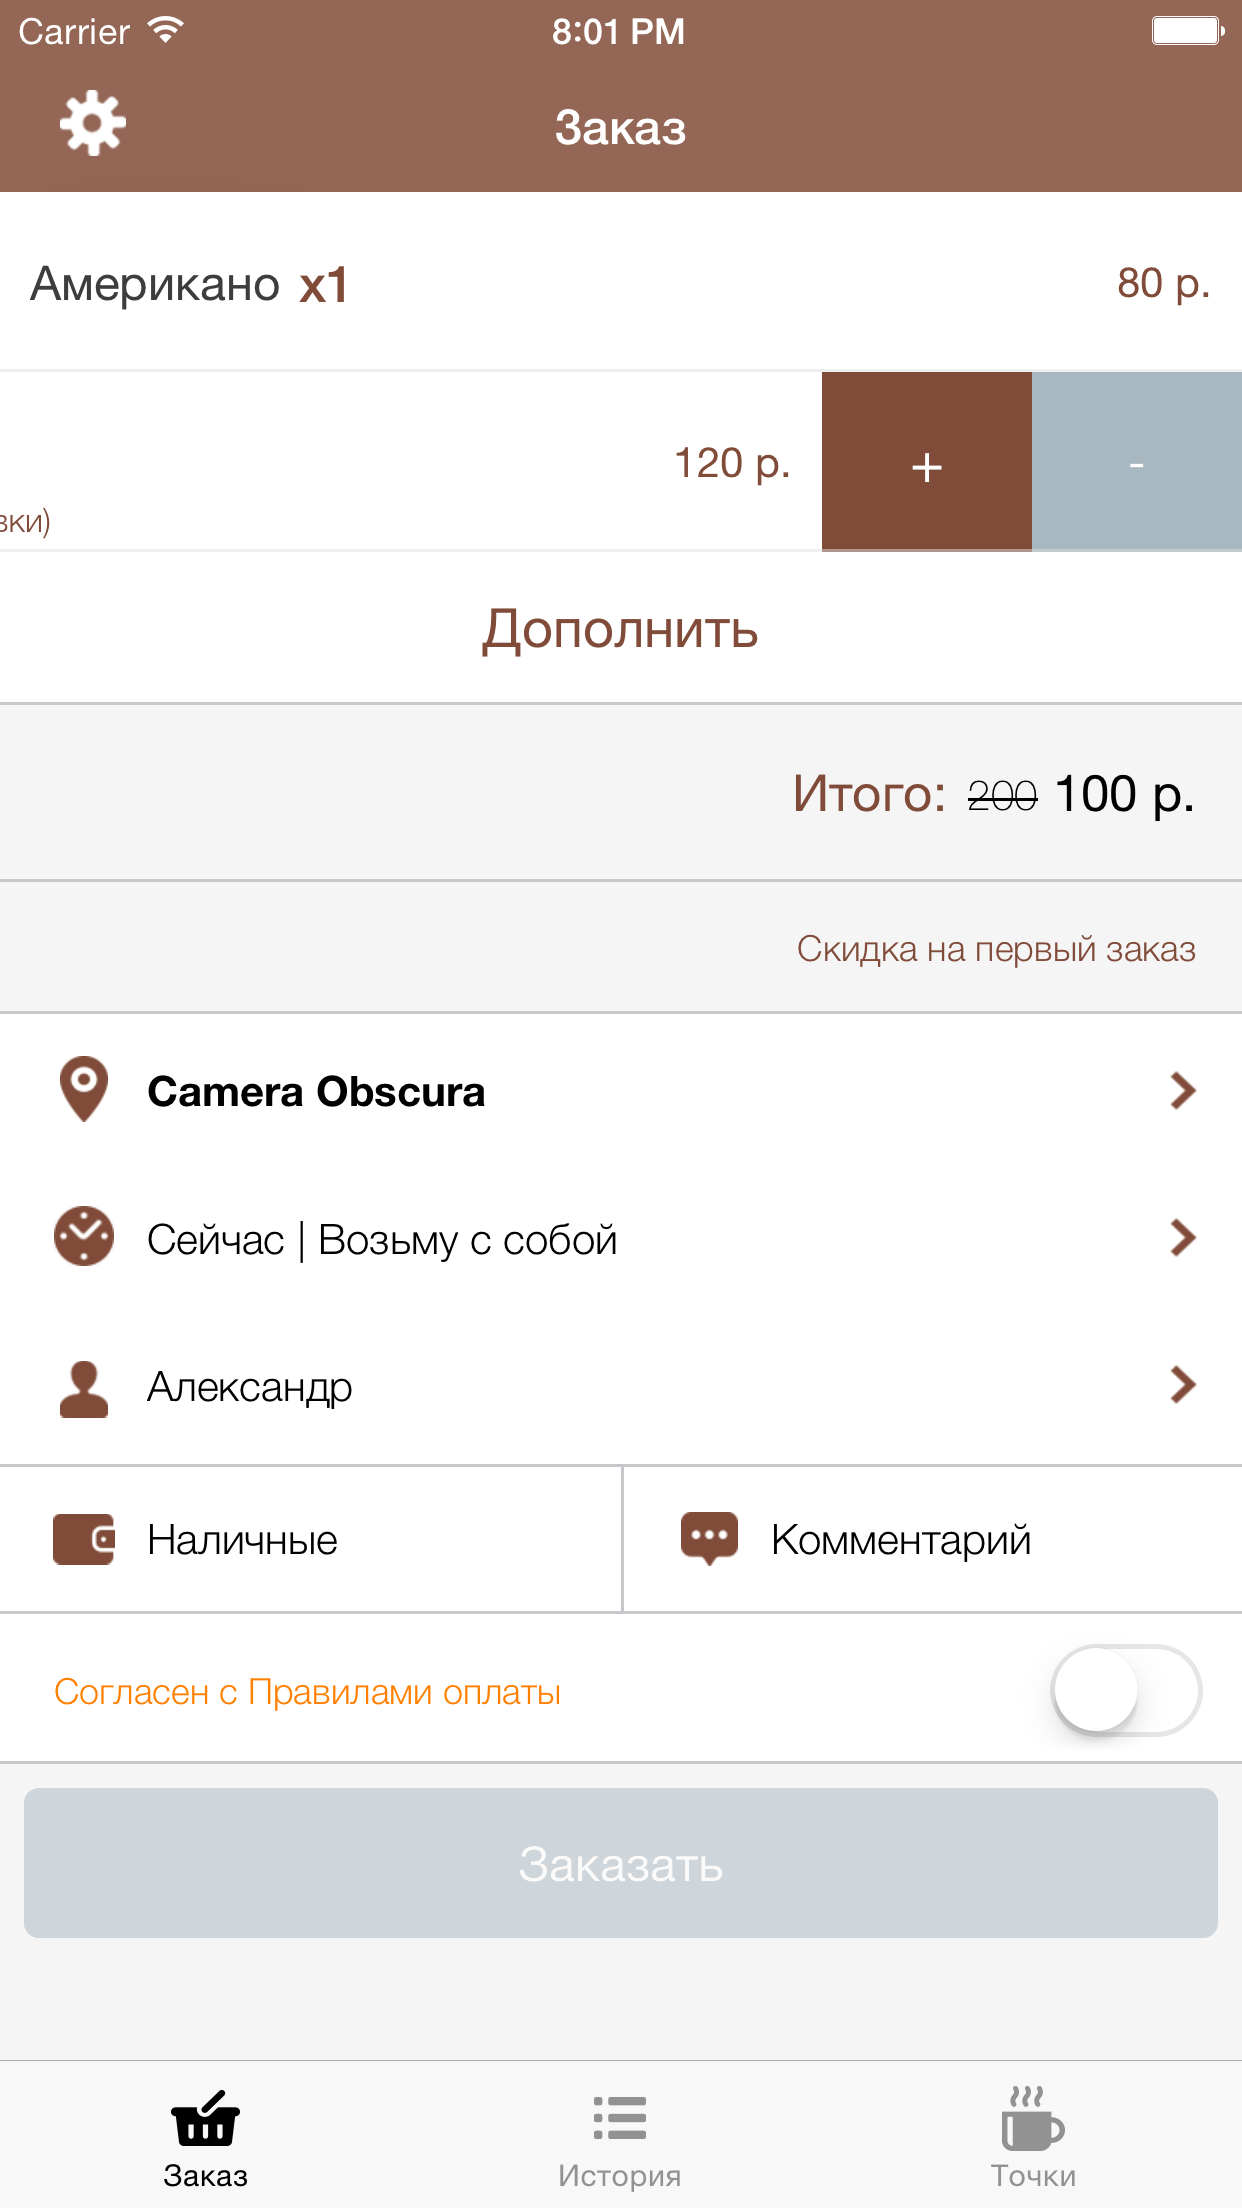 Carrier 8:01 PM
Заказ
Американо x1 80 р.
120 р. + -
вки)
Дополнить
Итого: 200 100 р.
Скидка на первый заказ
Camera Obscura
Сейчас | Возьму с собой
Александр
Наличные Комментарий
Согласен с Правилами оплаты
Заказать
Заказ История Точки